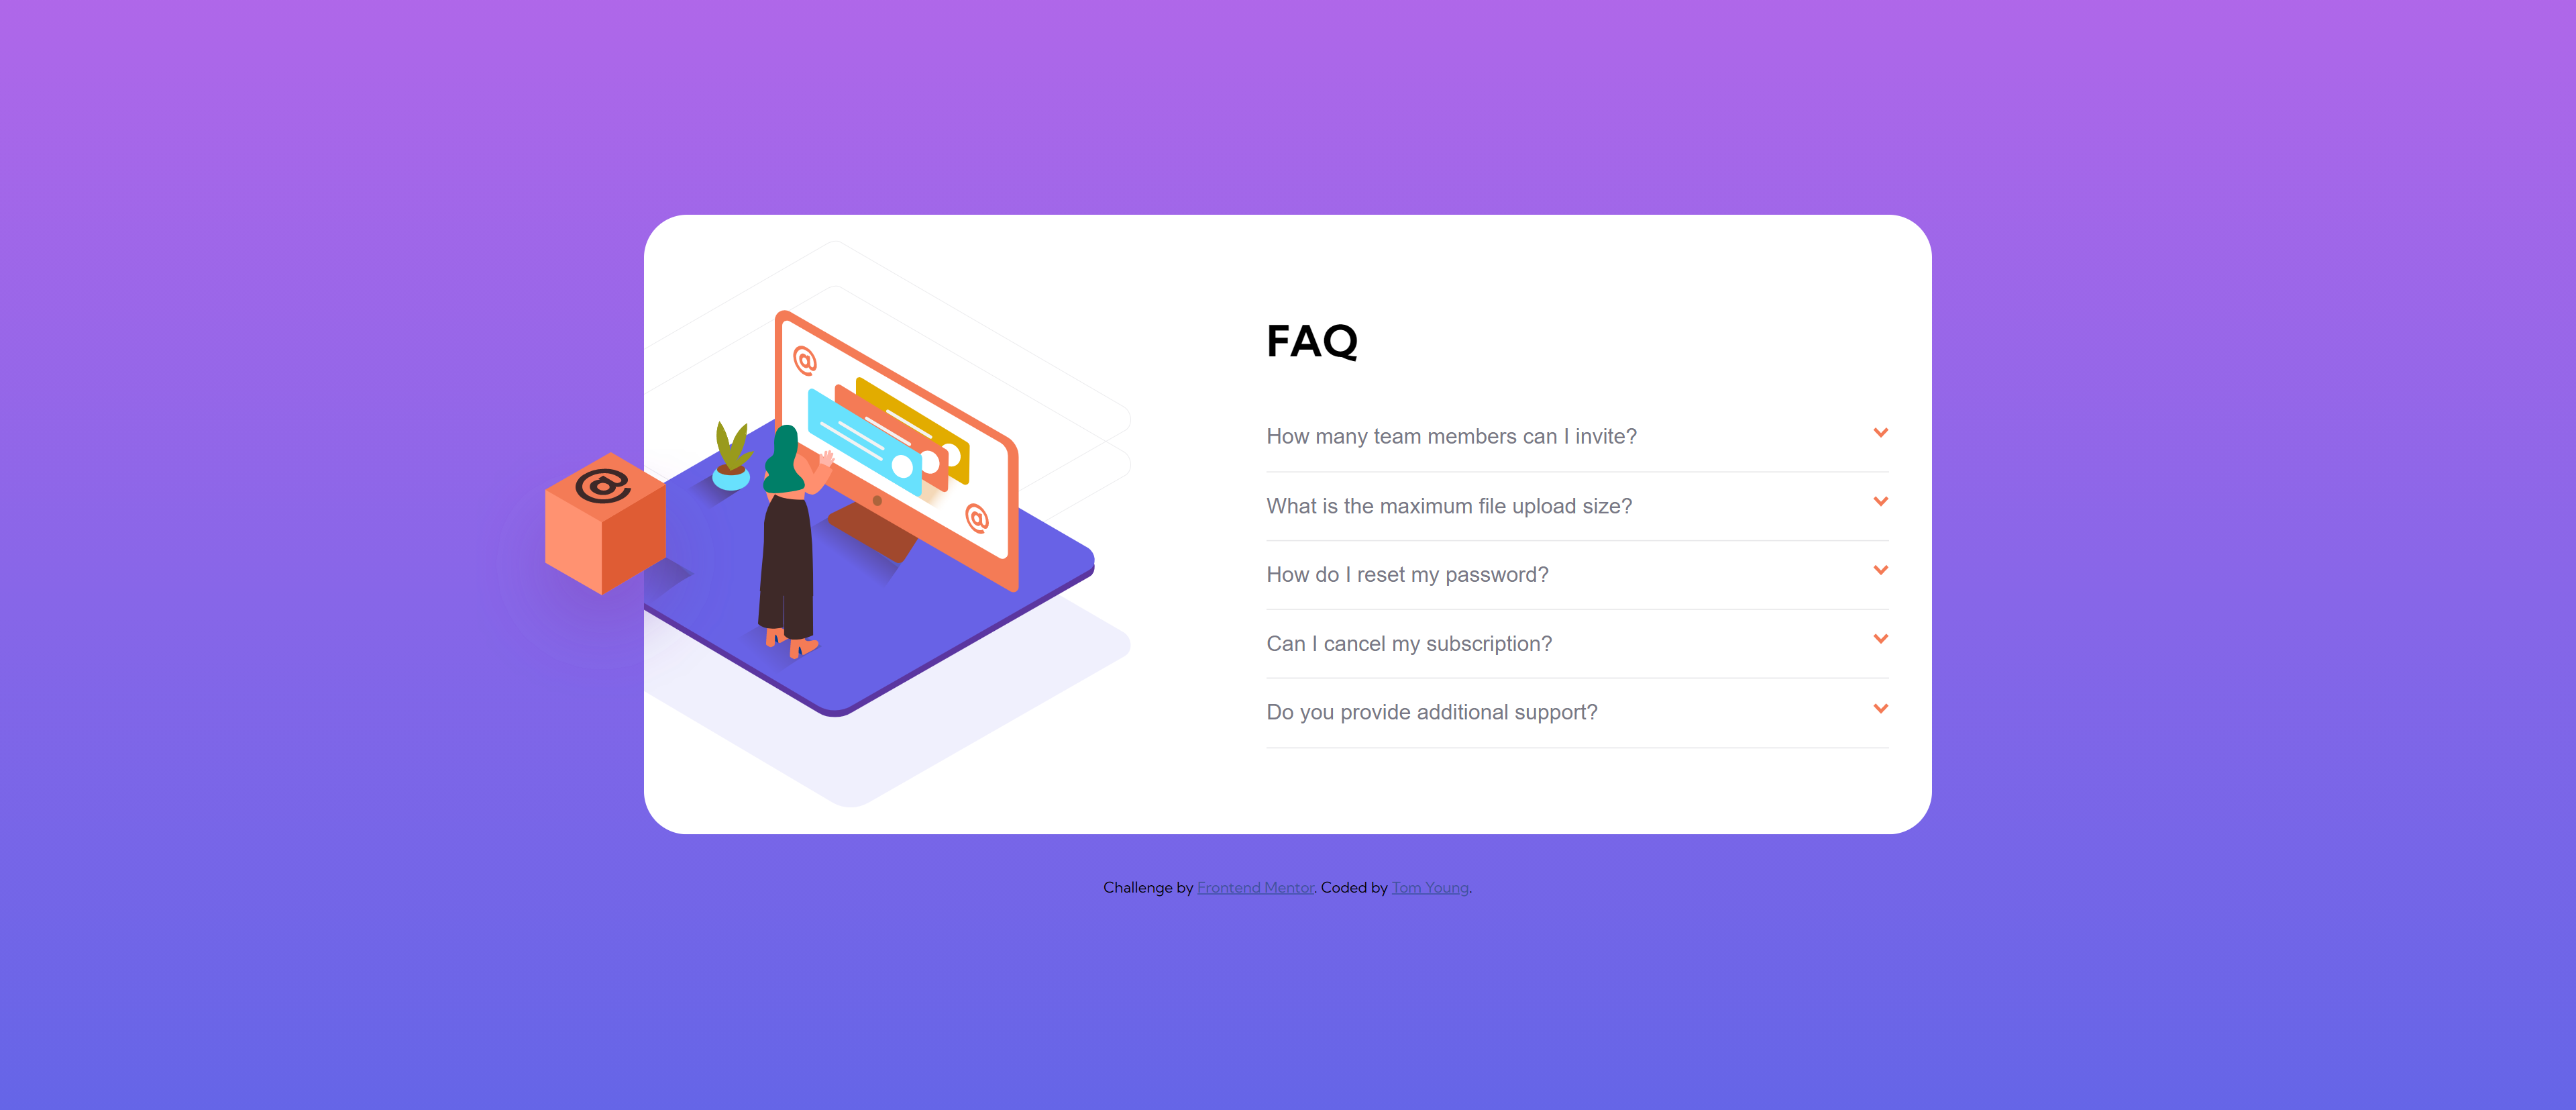 FAQ
How many team members can I invite?
What is the maximum file upload size?
How do I reset my password?
Can I cancel my subscription?
Do you provide additional support?
Challenge by Frontend Mentor. Coded by Tom Young.
@
@
@